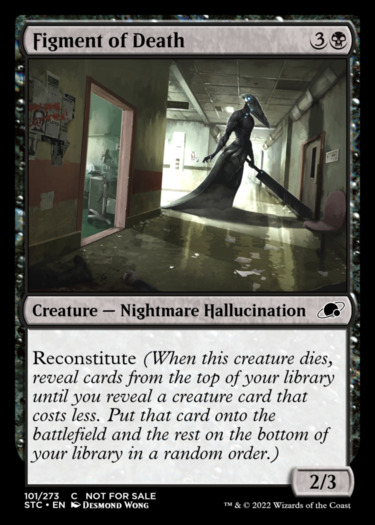 Figment of Death 3
Creature — Nightmare Hallucination
Reconstitute (When this creature dies,
reveal cards from the top of your library
until you reveal a creature card that
costs less. Put that card onto the
battlefield and the rest on the bottom of
your library in a random order.)
2/3
101/273 C NOT FOR SALE
STC • EN Desmond Wong
™ & © 2022 Wizards of the Coast